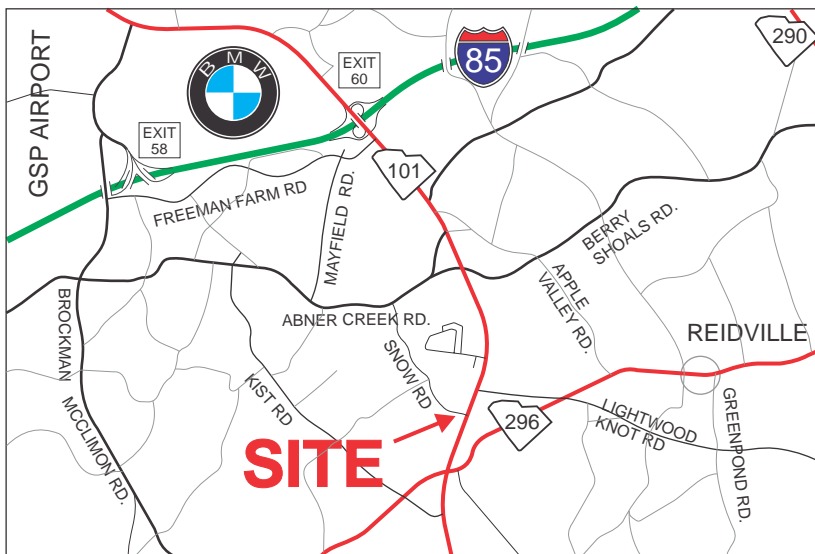 GSP AIRPORT
BMW
EXIT
60
85
290
EXIT
58
101
FREEMAN FARM RD
MAYFIELD RD.
BERRY
SHOALS RD.
APPLE
VALLEY RD.
BROCKMAN
MCCLIMON RD.
ABNER CREEK RD.
REIDVILLE
SNOW RD
KIST RD
296
LIGHTWOOD
KNOT RD
GREENPOND RD.
SITE